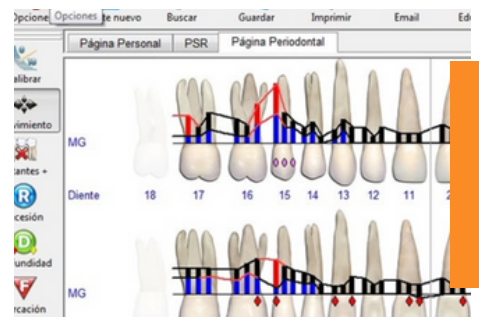 Opciones Opciones te nuevo Buscar Guardar Imprimir Email
Página Personal PSR Página Periodontal
alibrar
vimiento
MG
tantes +
Diente 18 17 16 15 14 13 12 11
R
cesión
D
undidad
MG
F
rcación